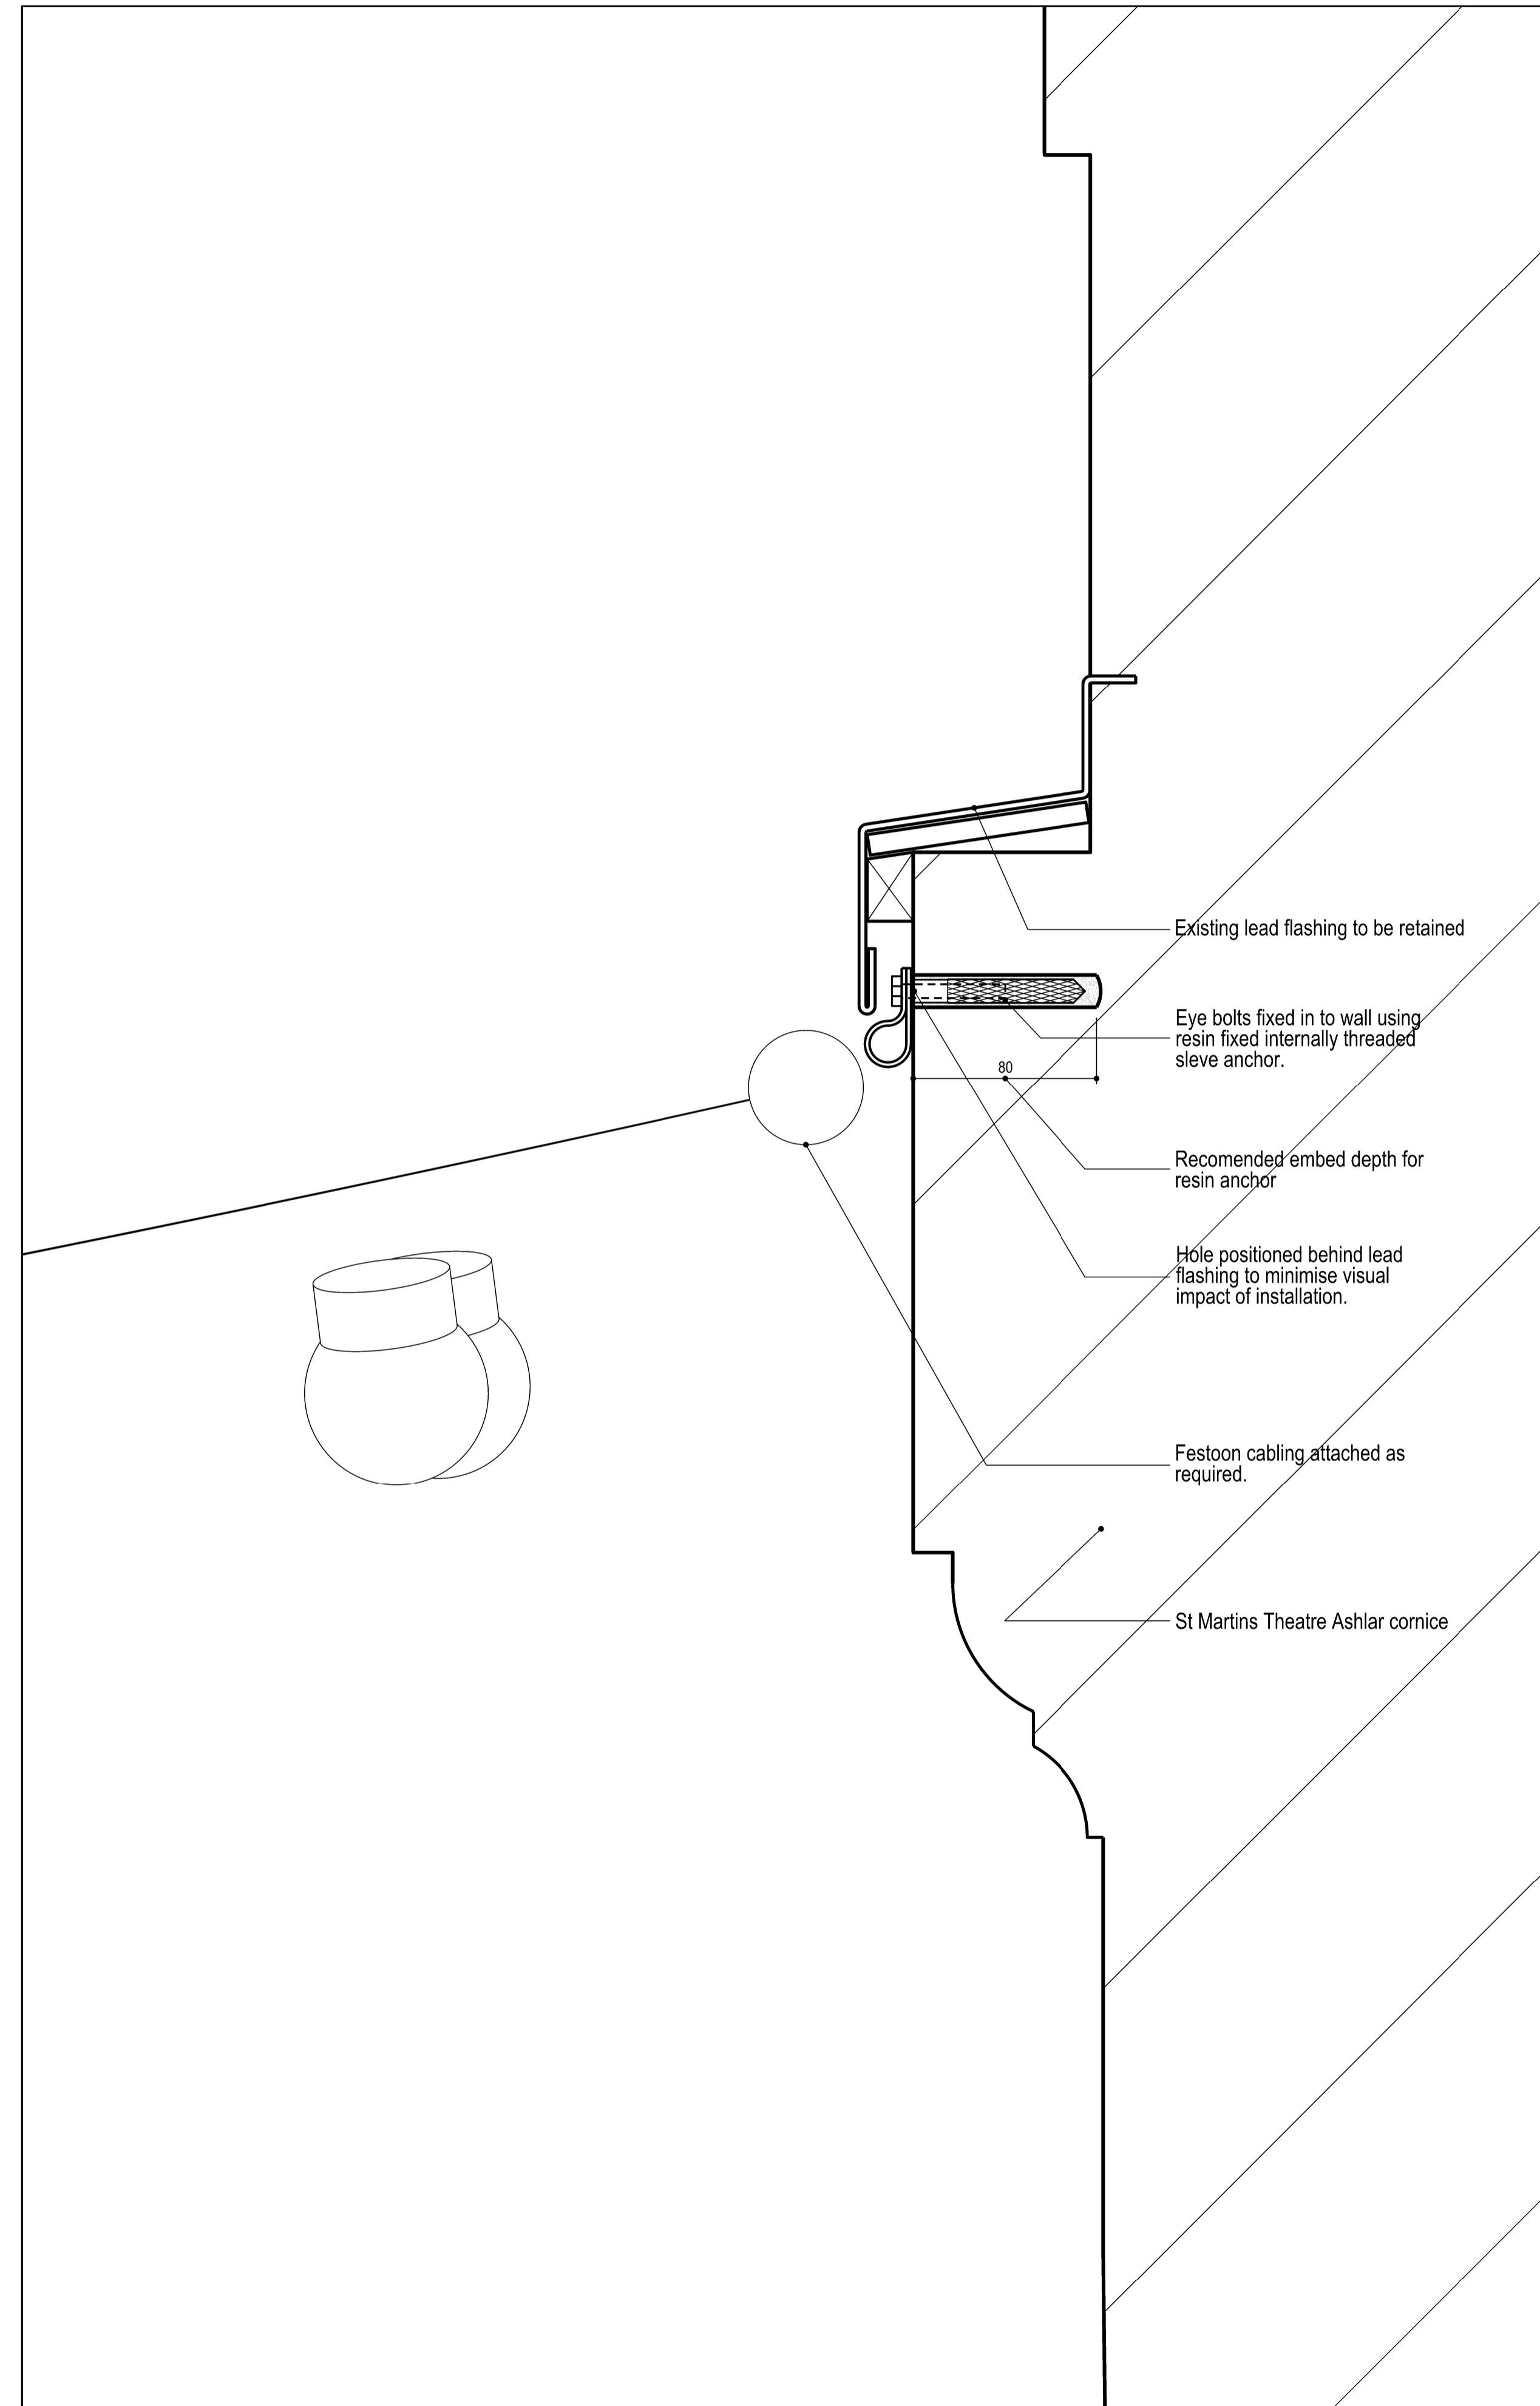 Existing lead flashing to be retained
Eye bolts fixed in to wall using
resin fixed internally threaded
sleve anchor.
80
Recomended embed depth for
resin anchor
Hole positioned behind lead
flashing to minimise visual
impact of installation.
Festoon cabling attached as
required.
St Martins Theatre Ashlar cornice